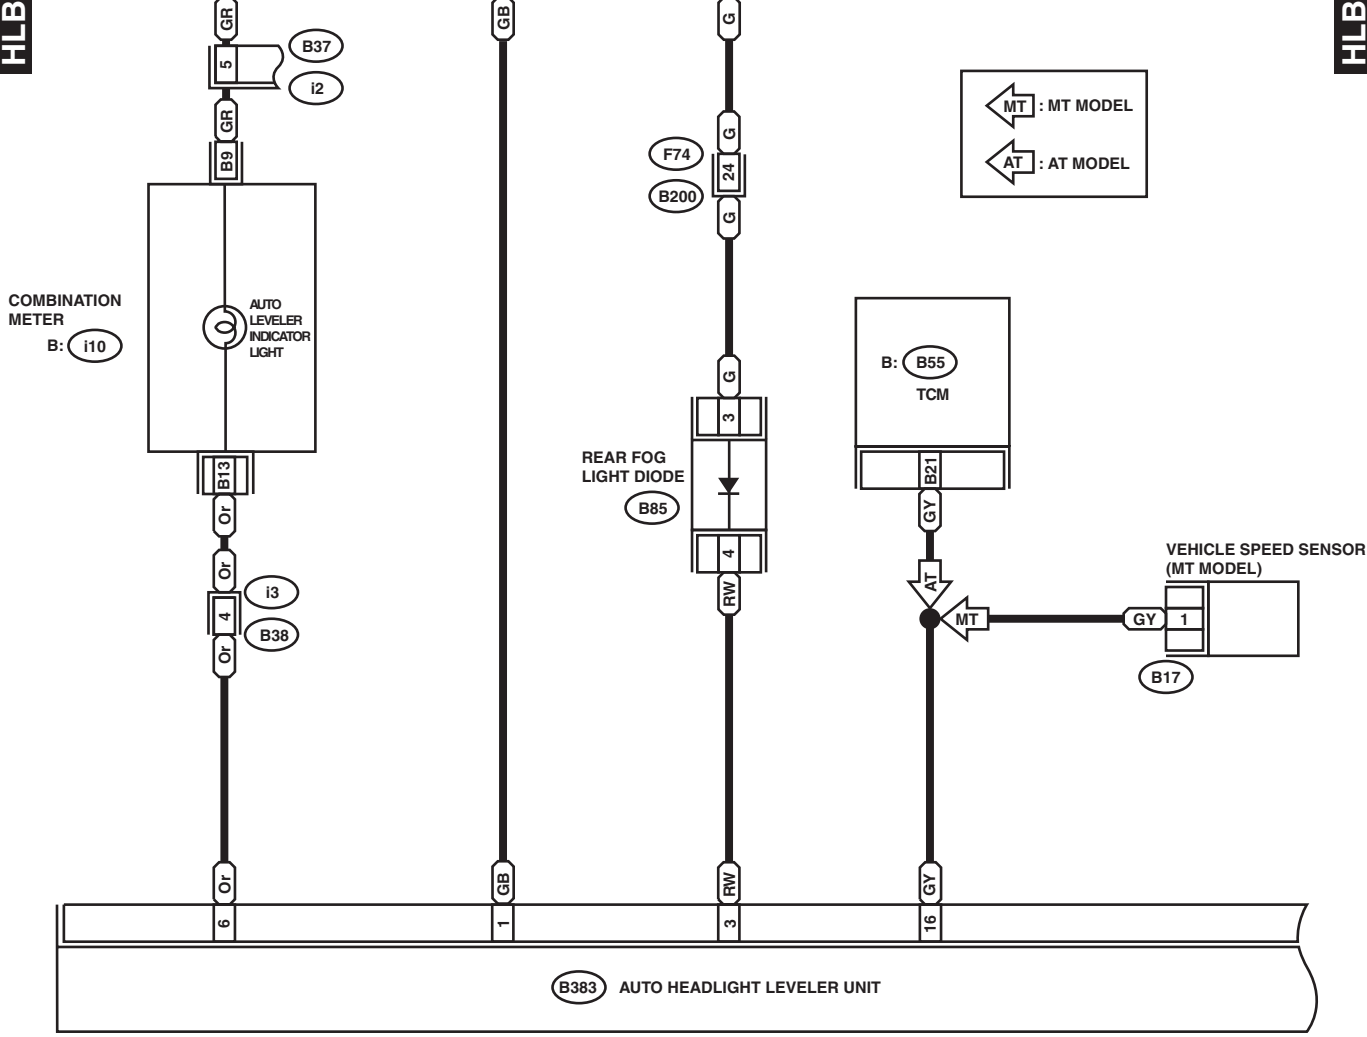 HLB
HLB
GR
GB
G
5
B37
i2
GR
B9
G
F74
24
B200
G
MT : MT MODEL
AT : AT MODEL
COMBINATION
METER
B: i10
AUTO
LEVELER
INDICATOR
LIGHT
G
3
B: B55
TCM
REAR FOG
LIGHT DIODE
B85
4
RW
B13
Or
Or
i3
4
B38
Or
B21
GY
AT
MT
VEHICLE SPEED SENSOR
(MT MODEL)
GY
1
B17
Or
GB
RW
GY
6
1
3
16
B383 AUTO HEADLIGHT LEVELER UNIT